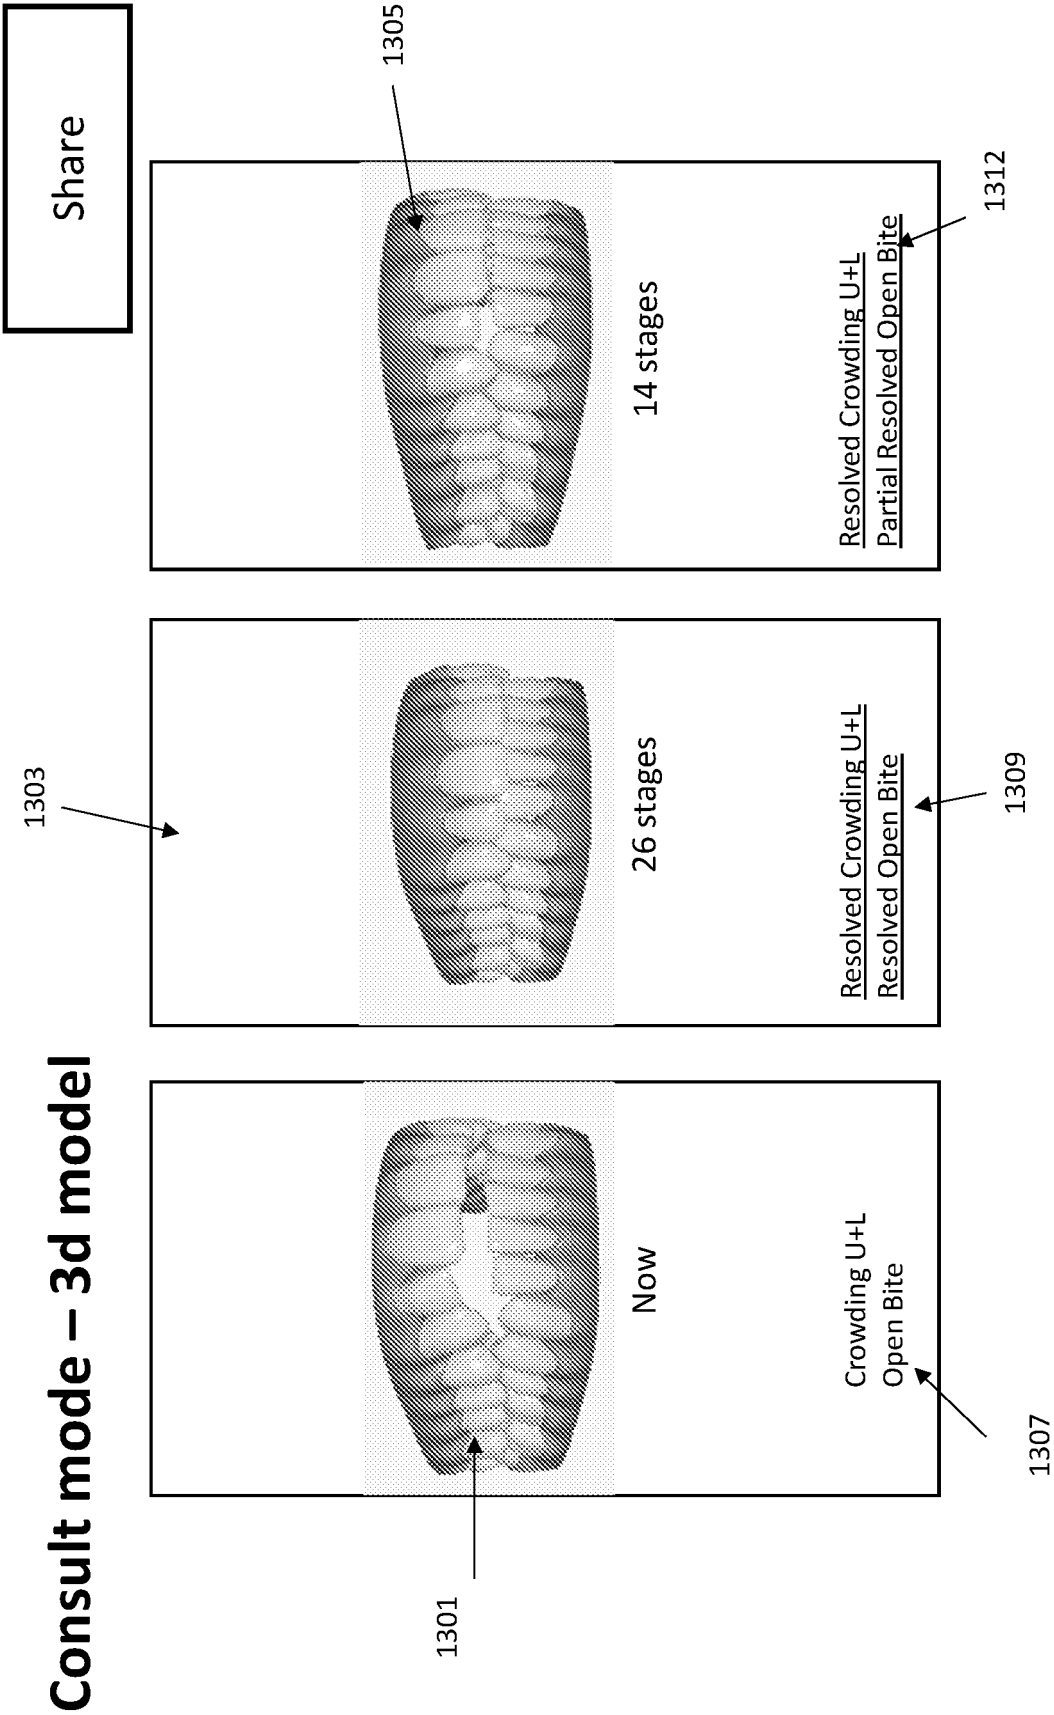 Consult mode – 3d model
Share
1303
1305
1301
Now
26 stages
14 stages
Crowding U+L
Open Bite
Resolved Crowding U+L
Resolved Open Bite
Resolved Crowding U+L
Partial Resolved Open Bite
1307
1309
1312